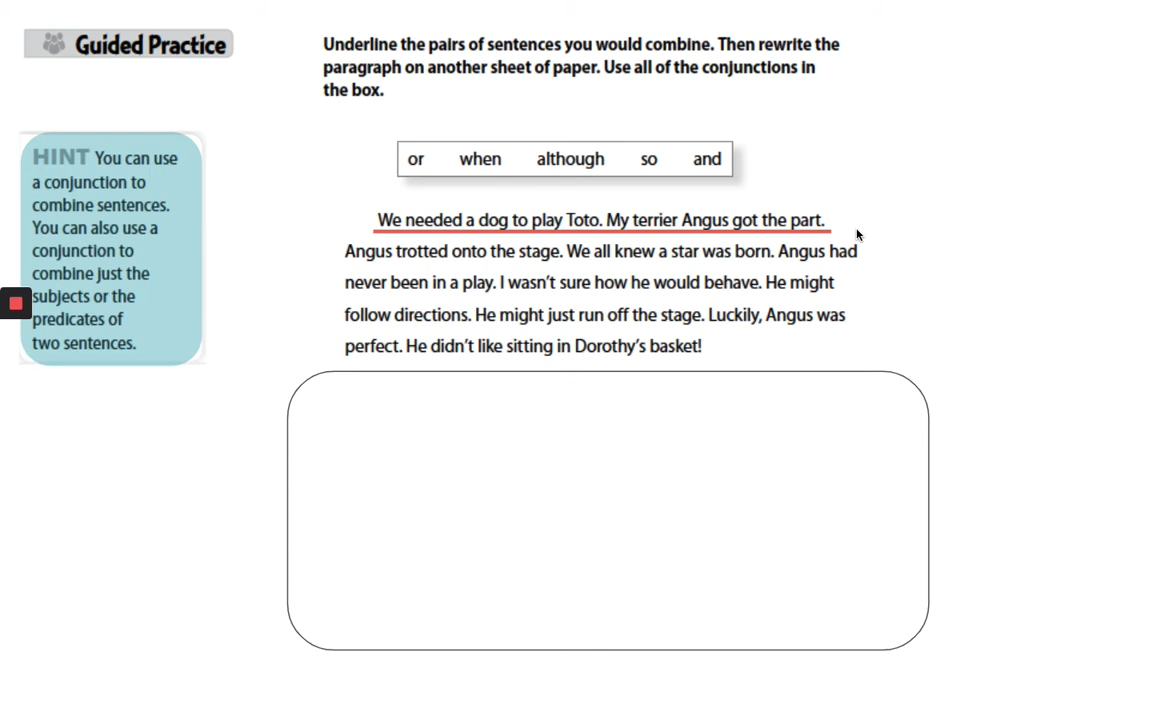 Guided Practice
Underline the pairs of sentences you would combine. Then rewrite the
paragraph on another sheet of paper. Use all of the conjunctions in
the box.
HINT You can use
a conjunction to
combine sentences.
You can also use a
conjunction to
combine just the
subjects or the
predicates of
two sentences.
or when although so and
We needed a dog to play Toto. My terrier Angus got the part.
Angus trotted onto the stage. We all knew a star was born. Angus had
never been in a play. I wasn't sure how he would behave. He might
follow directions. He might just run off the stage. Luckily, Angus was
perfect. He didn't like sitting in Dorothy's basket!